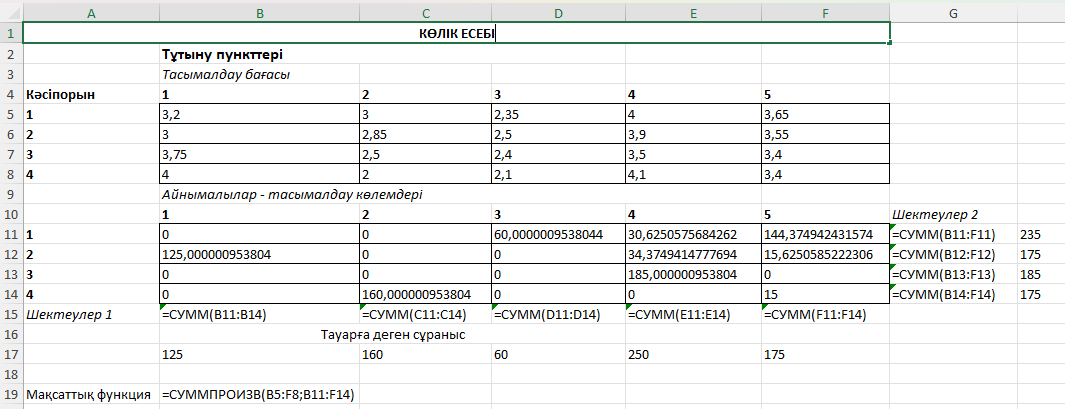 A B C D E F G
1 КӨЛІК ЕСЕБІ
2 Тұтыну пункттері
3 Тасымалдау бағасы
4 Кәсіпорын 1 2 3 4 5
5 1 3,2 3 2,35 4 3,65
6 2 3 2,85 2,5 3,9 3,55
7 3 3,75 2,5 2,4 3,5 3,4
8 4 4 2 2,1 4,1 3,4
9 Айнымалылар - тасымалдау көлемдері
10 1 2 3 4 5 Шектеулер 2
11 1 0 0 60,0000009538044 30,6250575684262 144,374942431574 =СУММ(B11:F11) 235
12 2 125,000000953804 0 0 34,3749414777694 15,6250585222306 =СУММ(B12:F12) 175
13 3 0 0 0 185,000000953804 0 =СУММ(B13:F13) 185
14 4 0 160,000000953804 0 0 15 =СУММ(B14:F14) 175
15 Шектеулер 1 =СУММ(B11:B14) =СУММ(C11:C14) =СУММ(D11:D14) =СУММ(E11:E14) =СУММ(F11:F14)
16 Тауарға деген сұраныс
17 125 160 60 250 175
18
19 Мақсаттық функция =СУММПРОИЗВ(B5:F8;B11:F14)